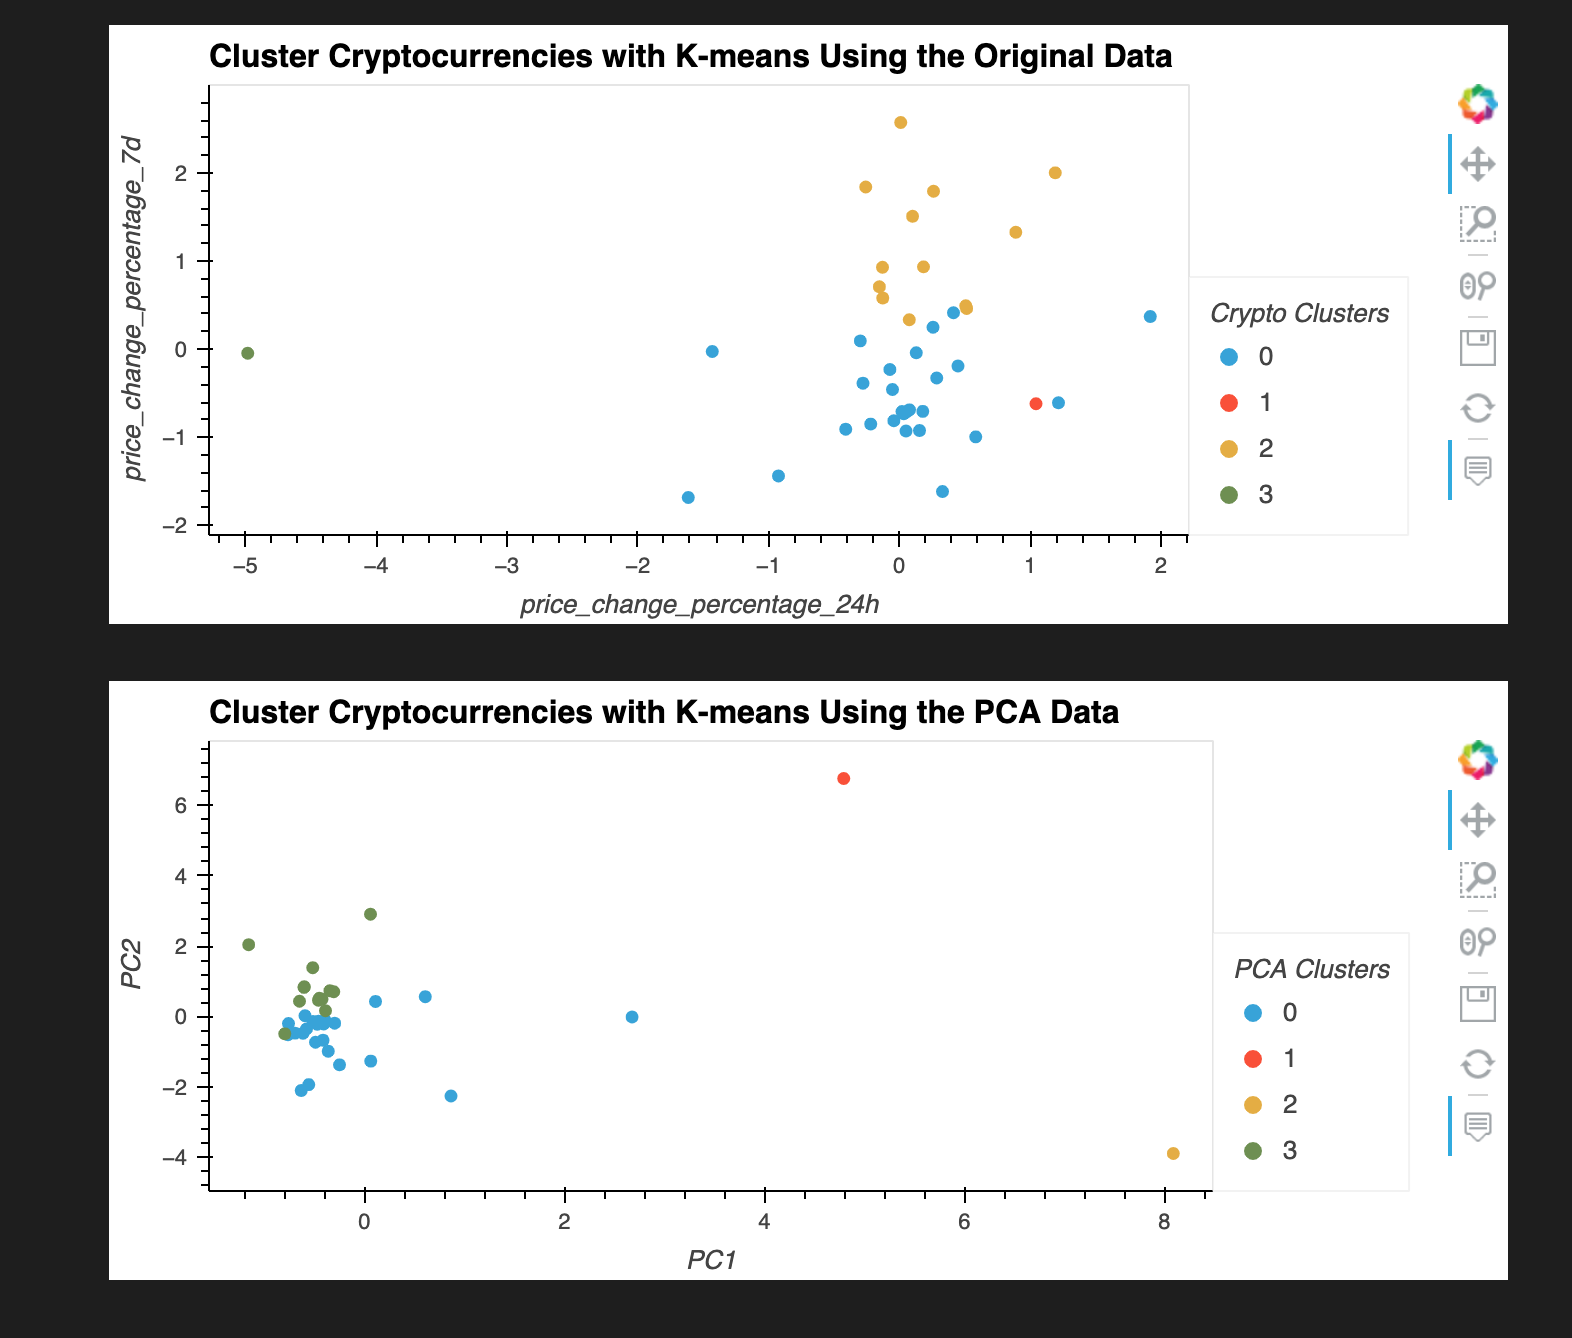 Cluster Cryptocurrencies with K-means Using the Original Data
price_change_percentage_7d
2
1
0
−1
−2
−5 −4 −3 −2 −1 0 1 2
price_change_percentage_24h
Crypto Clusters
0
1
2
3
Cluster Cryptocurrencies with K-means Using the PCA Data
PC2
6
4
2
0
−2
−4
0 2 4 6 8
PC1
PCA Clusters
0
1
2
3